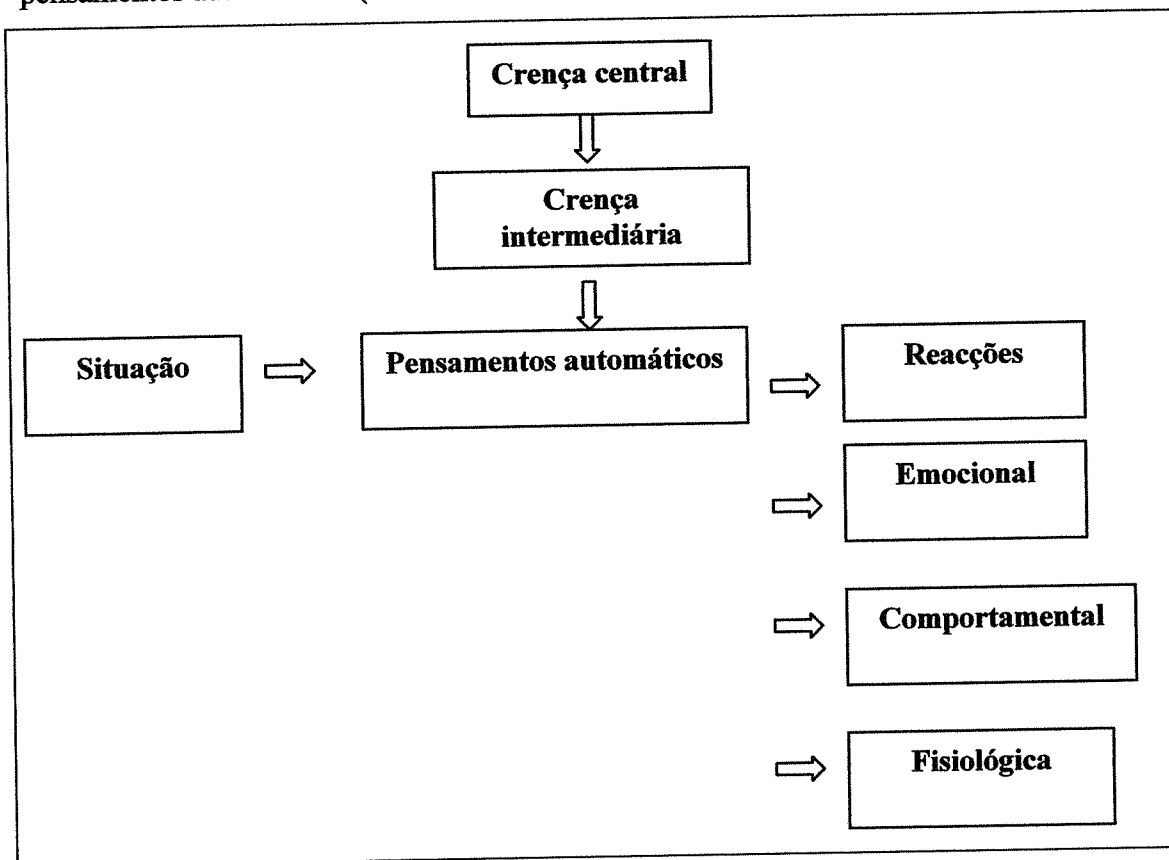 Crença central
Crença
intermediária
Situação
Pensamentos automáticos
Reacções
Emocional
Comportamental
Fisiológica